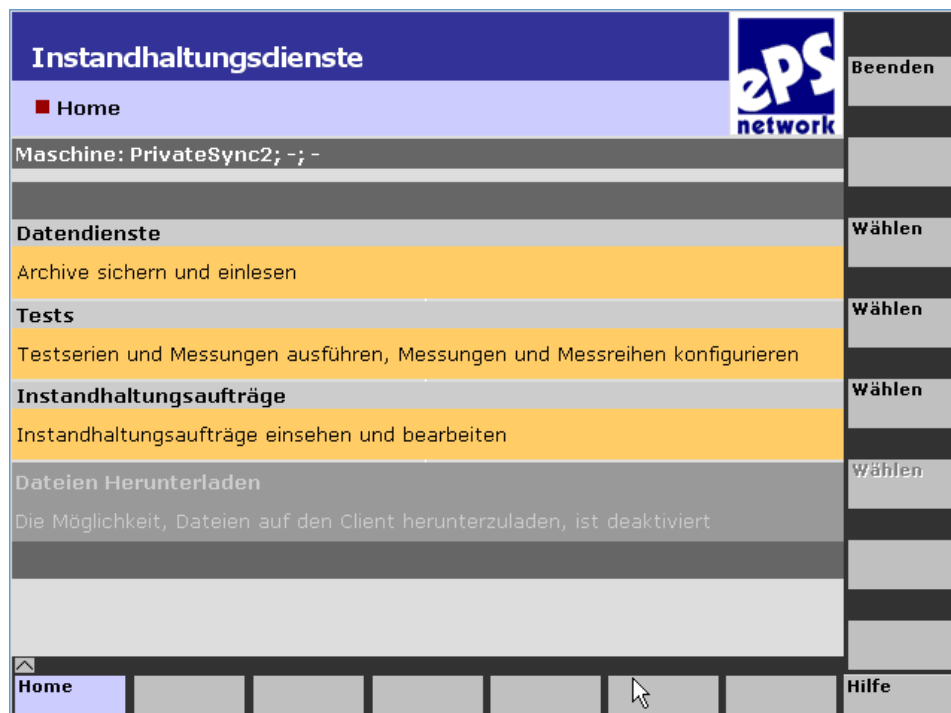 Instandhaltungsdienste
ePS
network
Beenden
Home
Maschine: PrivateSync2; -; -
Datendienste
Wählen
Archive sichern und einlesen
Tests
Wählen
Testserien und Messungen ausführen, Messungen und Messreihen konfigurieren
Instandhaltungsaufträge
Wählen
Instandhaltungsaufträge einsehen und bearbeiten
Dateien Herunterladen
Wählen
Die Möglichkeit, Dateien auf den Client herunterzuladen, ist deaktiviert
Home
Hilfe